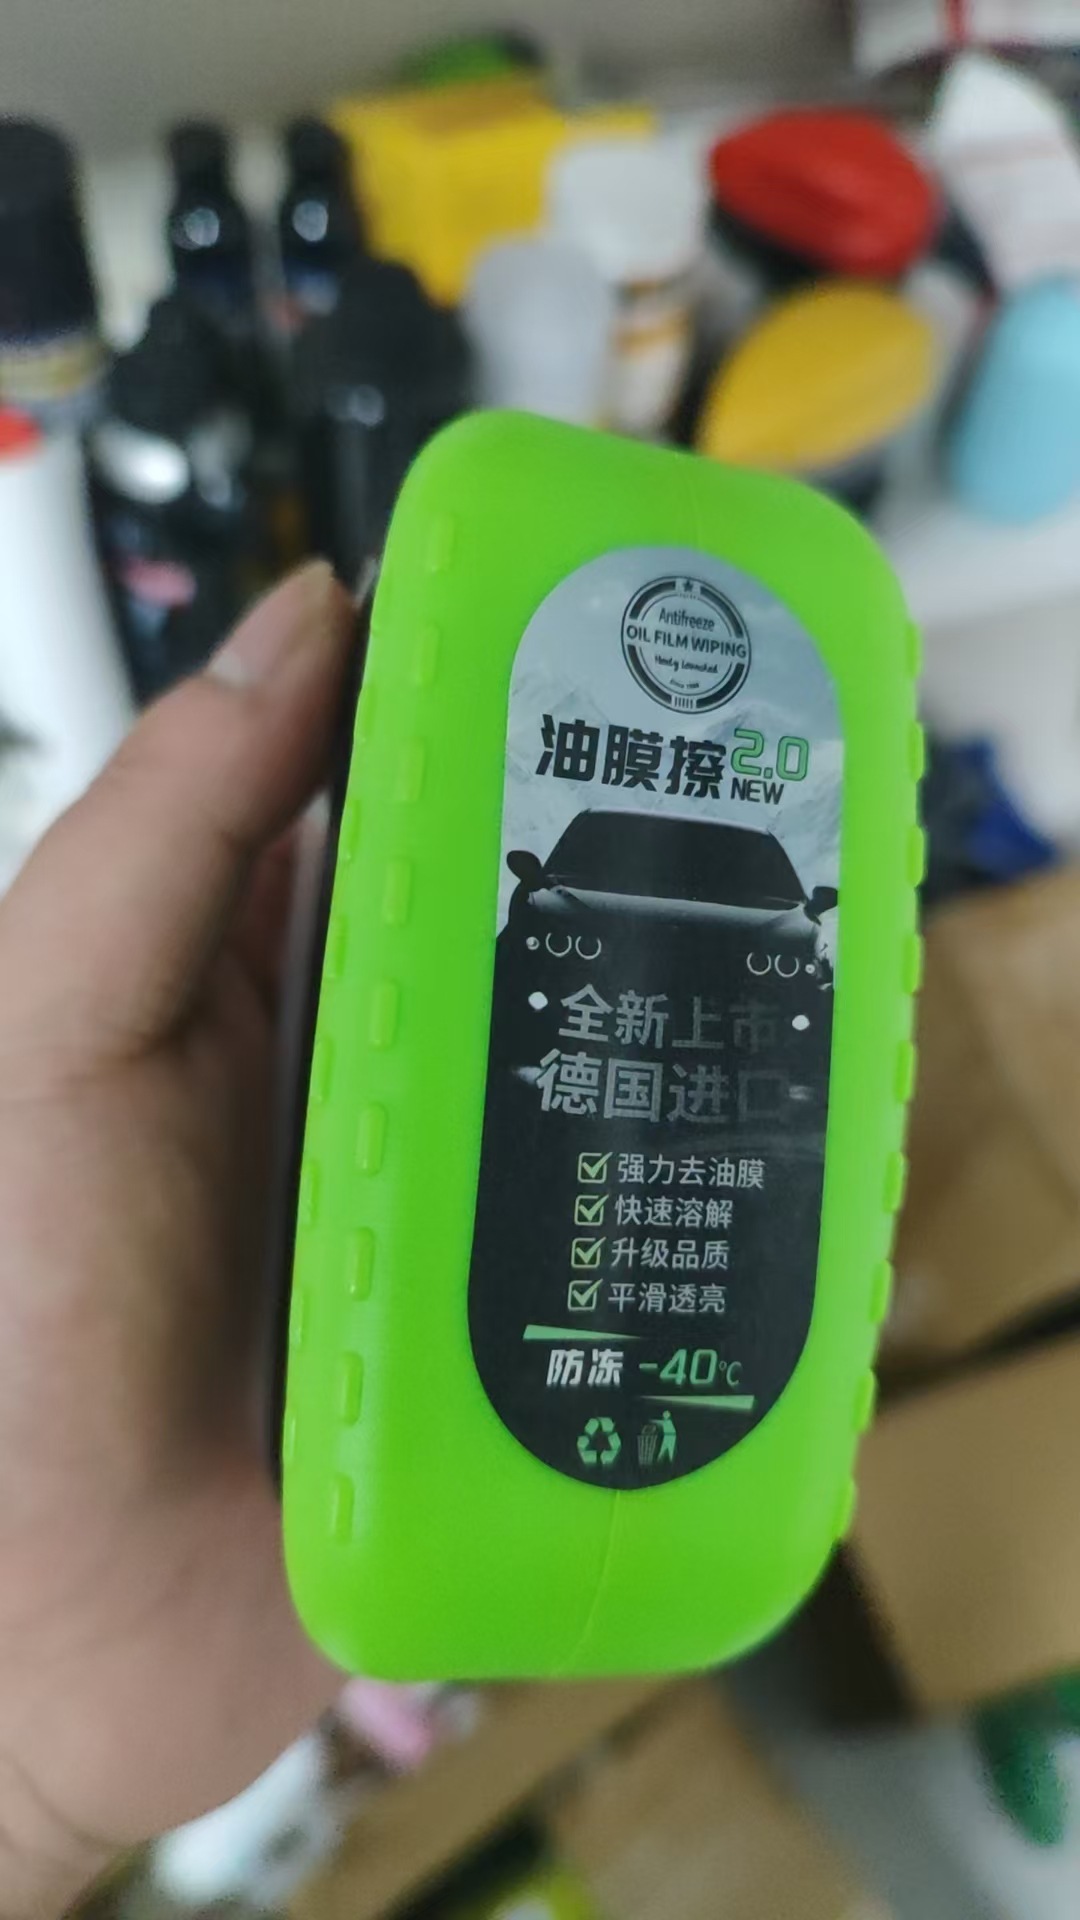 Antifreeze
OIL FILM WIPING
Newly launched
Since 1988
油膜擦2.0
NEW
全新上市
德国进口
强力去油膜
快速溶解
升级品质
平滑透亮
防冻 -40℃